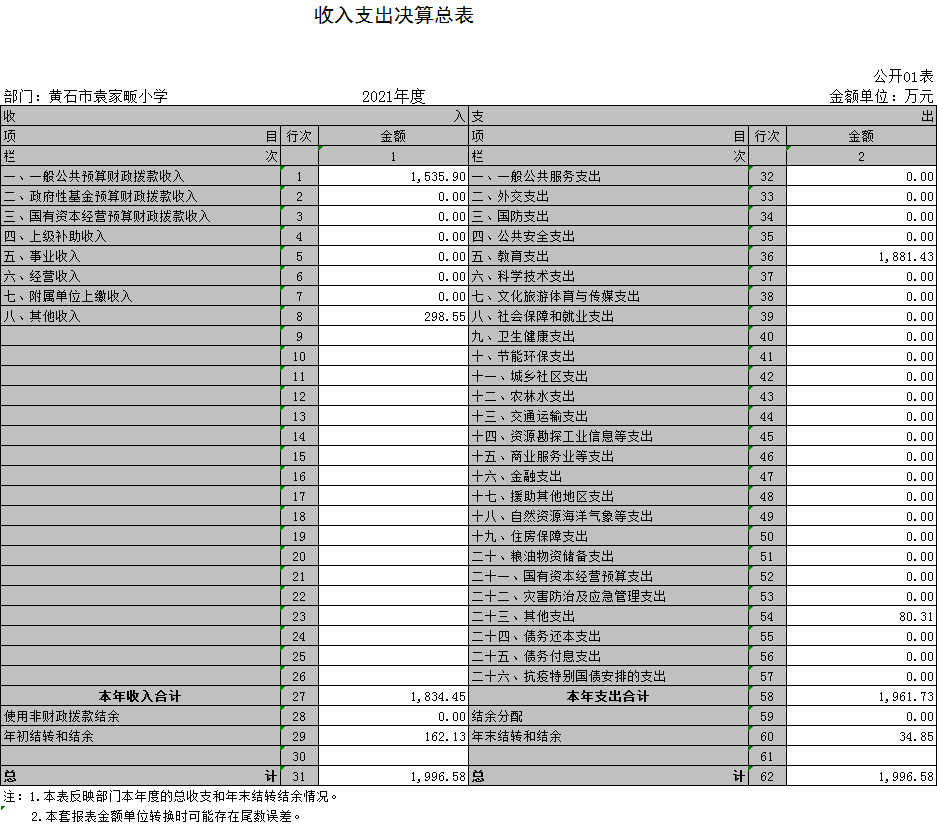 收入支出决算总表
公开01表
部门：黄石市袁家畈小学 2021年度 金额单位：万元
收 入 支 出
项 目 行次 金额 项 目 行次 金额
栏 次 1 栏 次 2
一、一般公共预算财政拨款收入 1 1,535.90 一、一般公共服务支出 32 0.00
二、政府性基金预算财政拨款收入 2 0.00 二、外交支出 33 0.00
三、国有资本经营预算财政拨款收入 3 0.00 三、国防支出 34 0.00
四、上级补助收入 4 0.00 四、公共安全支出 35 0.00
五、事业收入 5 0.00 五、教育支出 36 1,881.43
六、经营收入 6 0.00 六、科学技术支出 37 0.00
七、附属单位上缴收入 7 0.00 七、文化旅游体育与传媒支出 38 0.00
八、其他收入 8 298.55 八、社会保障和就业支出 39 0.00
9 九、卫生健康支出 40 0.00
10 十、节能环保支出 41 0.00
11 十一、城乡社区支出 42 0.00
12 十二、农林水支出 43 0.00
13 十三、交通运输支出 44 0.00
14 十四、资源勘探工业信息等支出 45 0.00
15 十五、商业服务业等支出 46 0.00
16 十六、金融支出 47 0.00
17 十七、援助其他地区支出 48 0.00
18 十八、自然资源海洋气象等支出 49 0.00
19 十九、住房保障支出 50 0.00
20 二十、粮油物资储备支出 51 0.00
21 二十一、国有资本经营预算支出 52 0.00
22 二十二、灾害防治及应急管理支出 53 0.00
23 二十三、其他支出 54 80.31
24 二十四、债务还本支出 55 0.00
25 二十五、债务付息支出 56 0.00
26 二十六、抗疫特别国债安排的支出 57 0.00
本年收入合计 27 1,834.45 本年支出合计 58 1,961.73
使用非财政拨款结余 28 0.00 结余分配 59 0.00
年初结转和结余 29 162.13 年末结转和结余 60 34.85
30 61
总 计 31 1,996.58 总 计 62 1,996.58
注：1.本表反映部门本年度的总收支和年末结转结余情况。
2.本套报表金额单位转换时可能存在尾数误差。